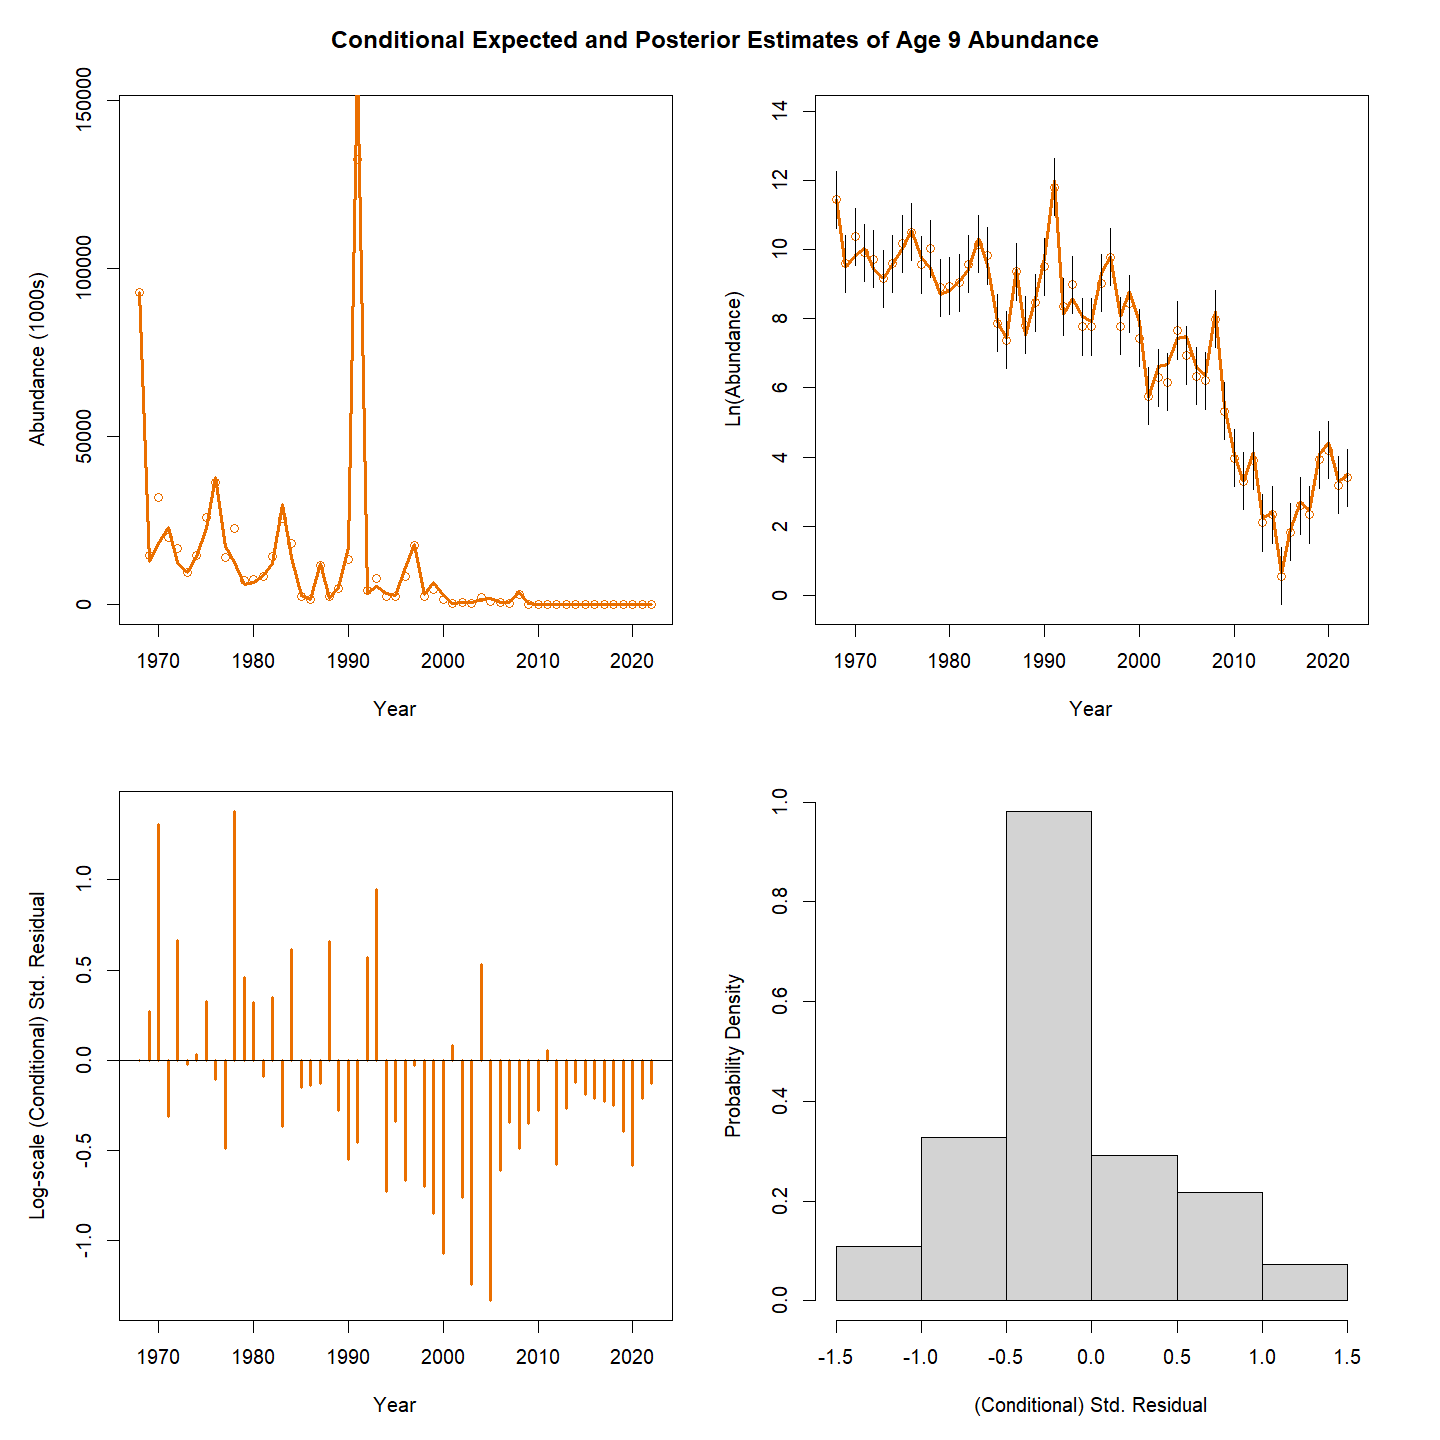 Conditional Expected and Posterior Estimates of Age 9 Abundance
Abundance (1000s)
150000
100000
50000
0
1970 1980 1990 2000 2010 2020
Year
Ln(Abundance)
14
12
10
8
6
4
2
0
1970 1980 1990 2000 2010 2020
Year
Log-scale (Conditional) Std. Residual
1.0
0.5
0.0
-0.5
-1.0
1970 1980 1990 2000 2010 2020
Year
Probability Density
1.0
0.8
0.6
0.4
0.2
0.0
-1.5 -1.0 -0.5 0.0 0.5 1.0 1.5
(Conditional) Std. Residual